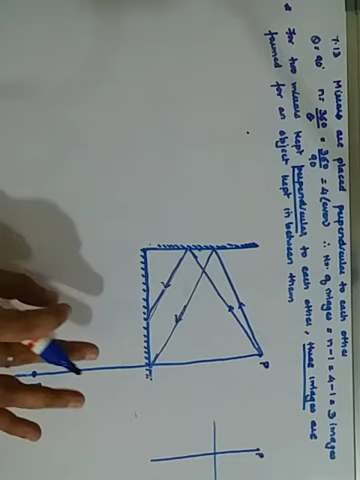 7.13 Mirrors are placed perpendicular to each other
θ = 90° n = 360/θ = 360/90 = 4 (even) ∴ No. of images = n-1 = 4-1 = 3 images
* For two mirrors kept perpendicular to each other, three images are
formed for an object kept in between them
P
P